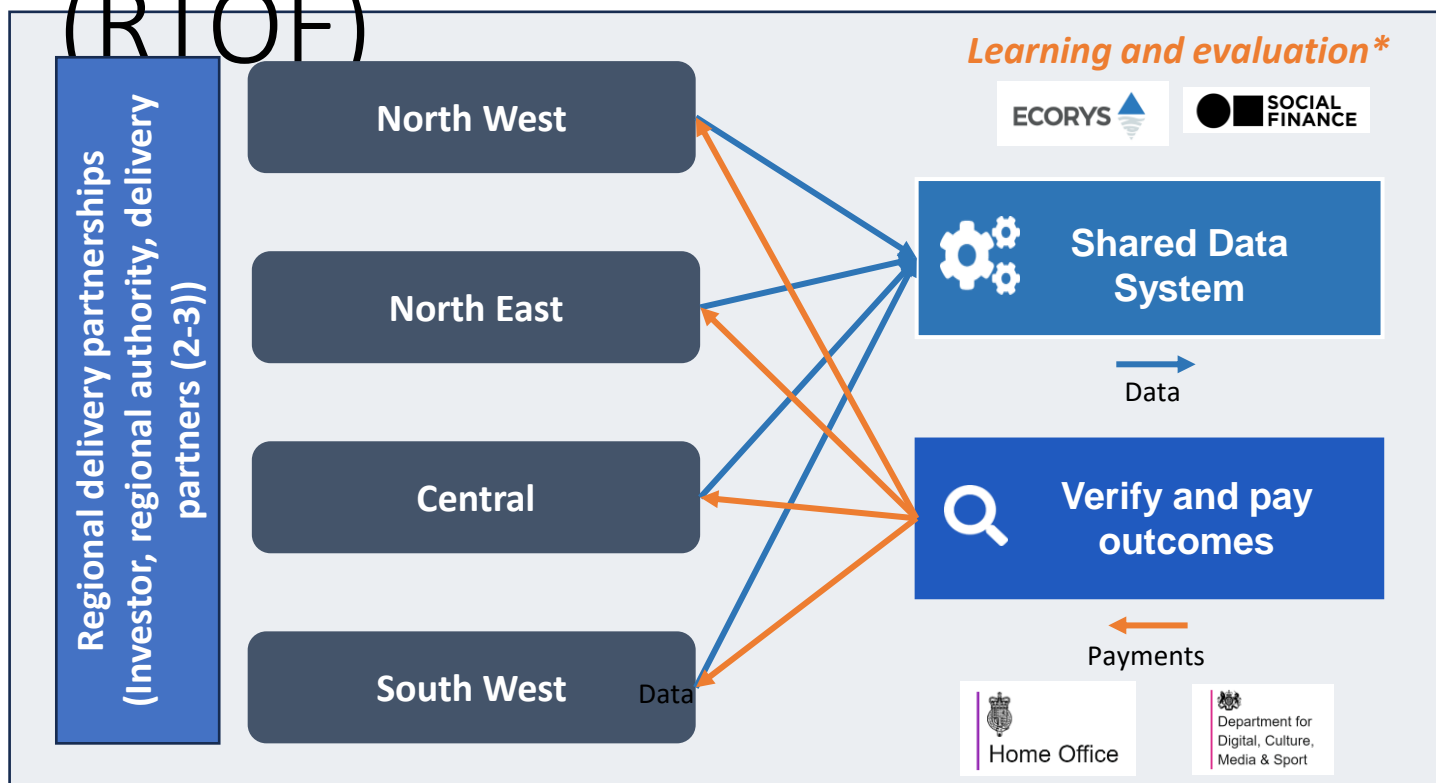 (RTOF)
Regional delivery partnerships
(Investor, regional authority, delivery
partners (2-3))
North West
North East
Central
South West
Data
Learning and evaluation*
ECORYS
SOCIAL
FINANCE
Shared Data
System
Data
Verify and pay
outcomes
Payments
Home Office
Department for
Digital, Culture,
Media & Sport